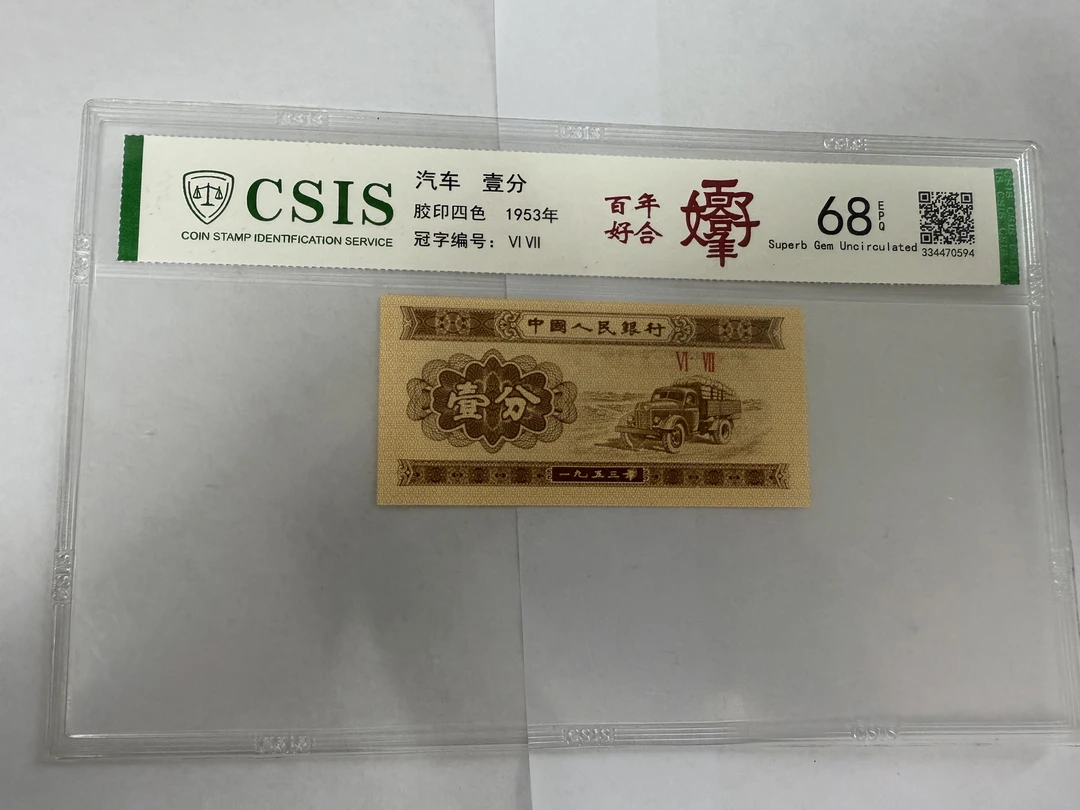 CSIS
COIN STAMP IDENTIFICATION SERVICE
汽车 壹分
胶印四色 1953年
冠字编号：VI VII
百年
好合
68
EPQ
Superb Gem Uncirculated
334470594
中國人民銀行
VI VII
壹分
一九五三年